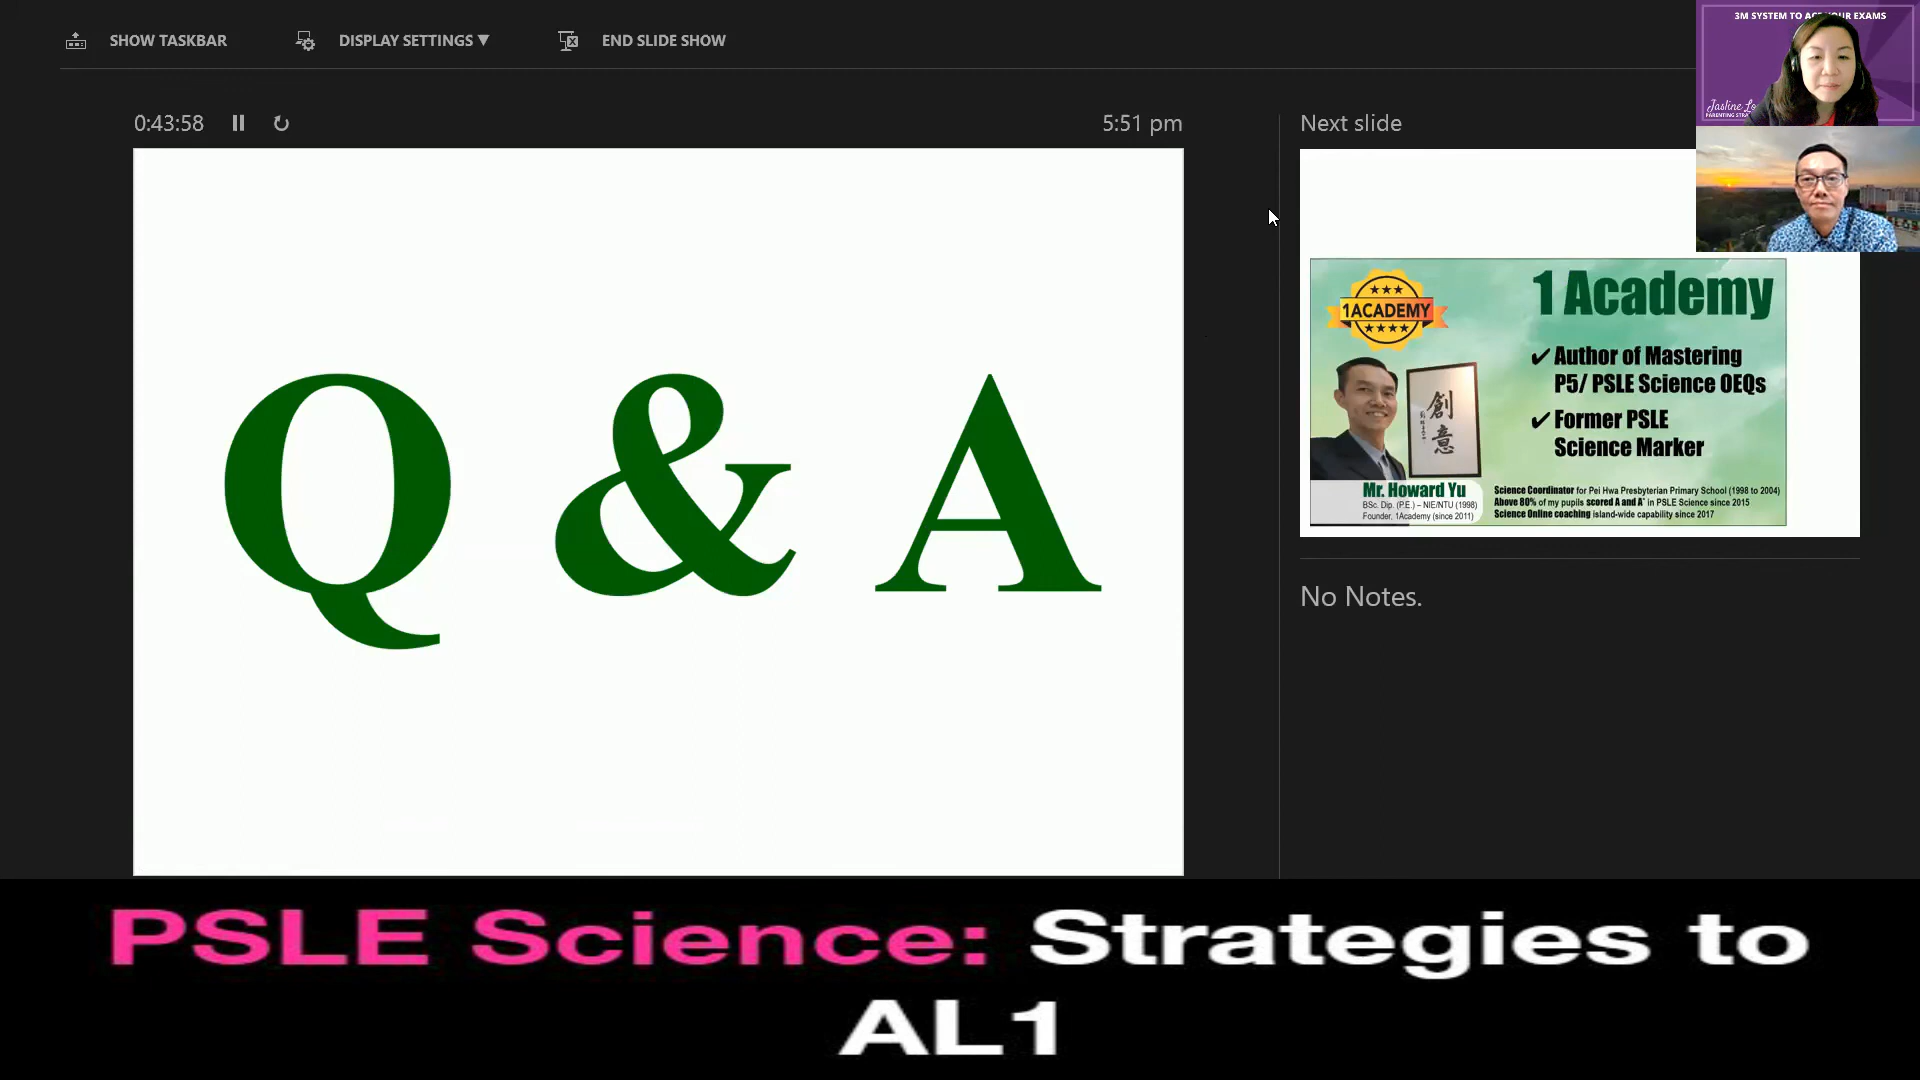 SHOW TASKBAR
DISPLAY SETTINGS ▼
END SLIDE SHOW
3M SYSTEM TO ACE YOUR EXAMS
Jasline
PARENTING
0:43:58
5:51 pm
Next slide
Q & A
1ACADEMY
1 Academy
✓ Author of Mastering
P5/ PSLE Science OEQs
✓ Former PSLE
Science Marker
創
意
Mr. Howard Yu
BSc. Dip. (P.E.) – NIE/NTU (1998)
Founder, 1Academy (since 2011)
Science Coordinator for Pei Hwa Presbyterian Primary School (1998 to 2004)
Above 80% of my pupils scored A and A* in PSLE Science since 2015
Science Online coaching island-wide capability since 2017
No Notes.
PSLE Science: Strategies to
AL1